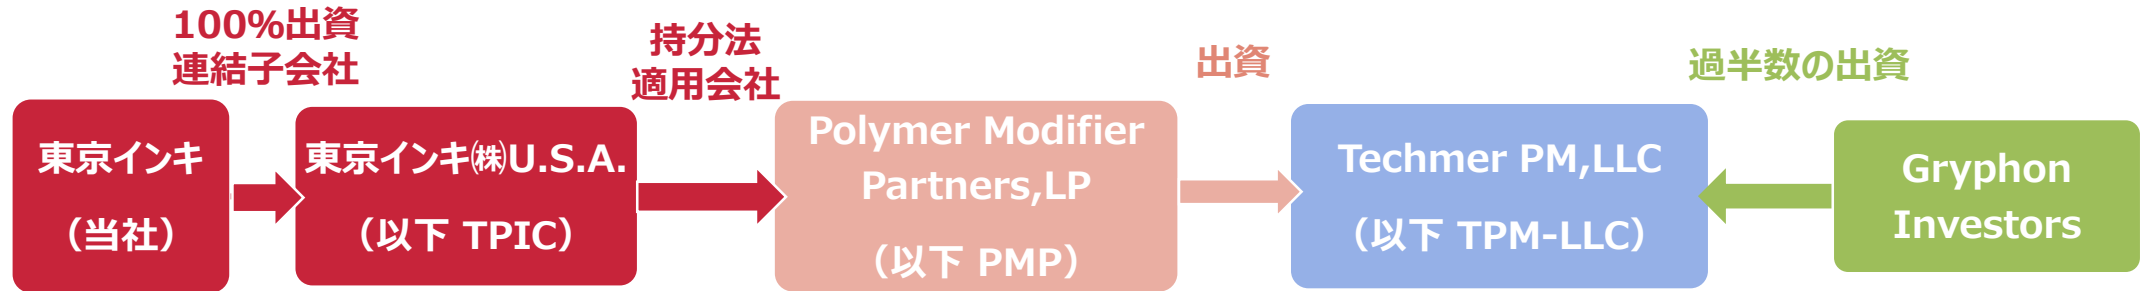 100%出資
連結子会社
持分法
適用会社
出資
過半数の出資
東京インキ
（当社）
東京インキ㈱U.S.A.
（以下 TPIC）
Polymer Modifier
Partners,LP
（以下 PMP）
Techmer PM,LLC
（以下 TPM-LLC）
Gryphon
Investors